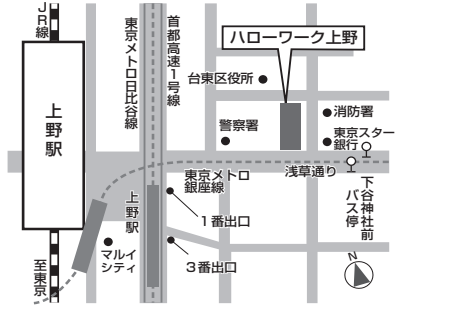 JR線
東京メトロ日比谷線
首都高速1号線
ハローワーク上野
台東区役所
上野駅
警察署
消防署
東京スター
銀行
浅草通り
東京メトロ
銀座線
上野駅
下谷神社前
バス停
1番出口
マルイ
シティ
3番出口
至東京
N